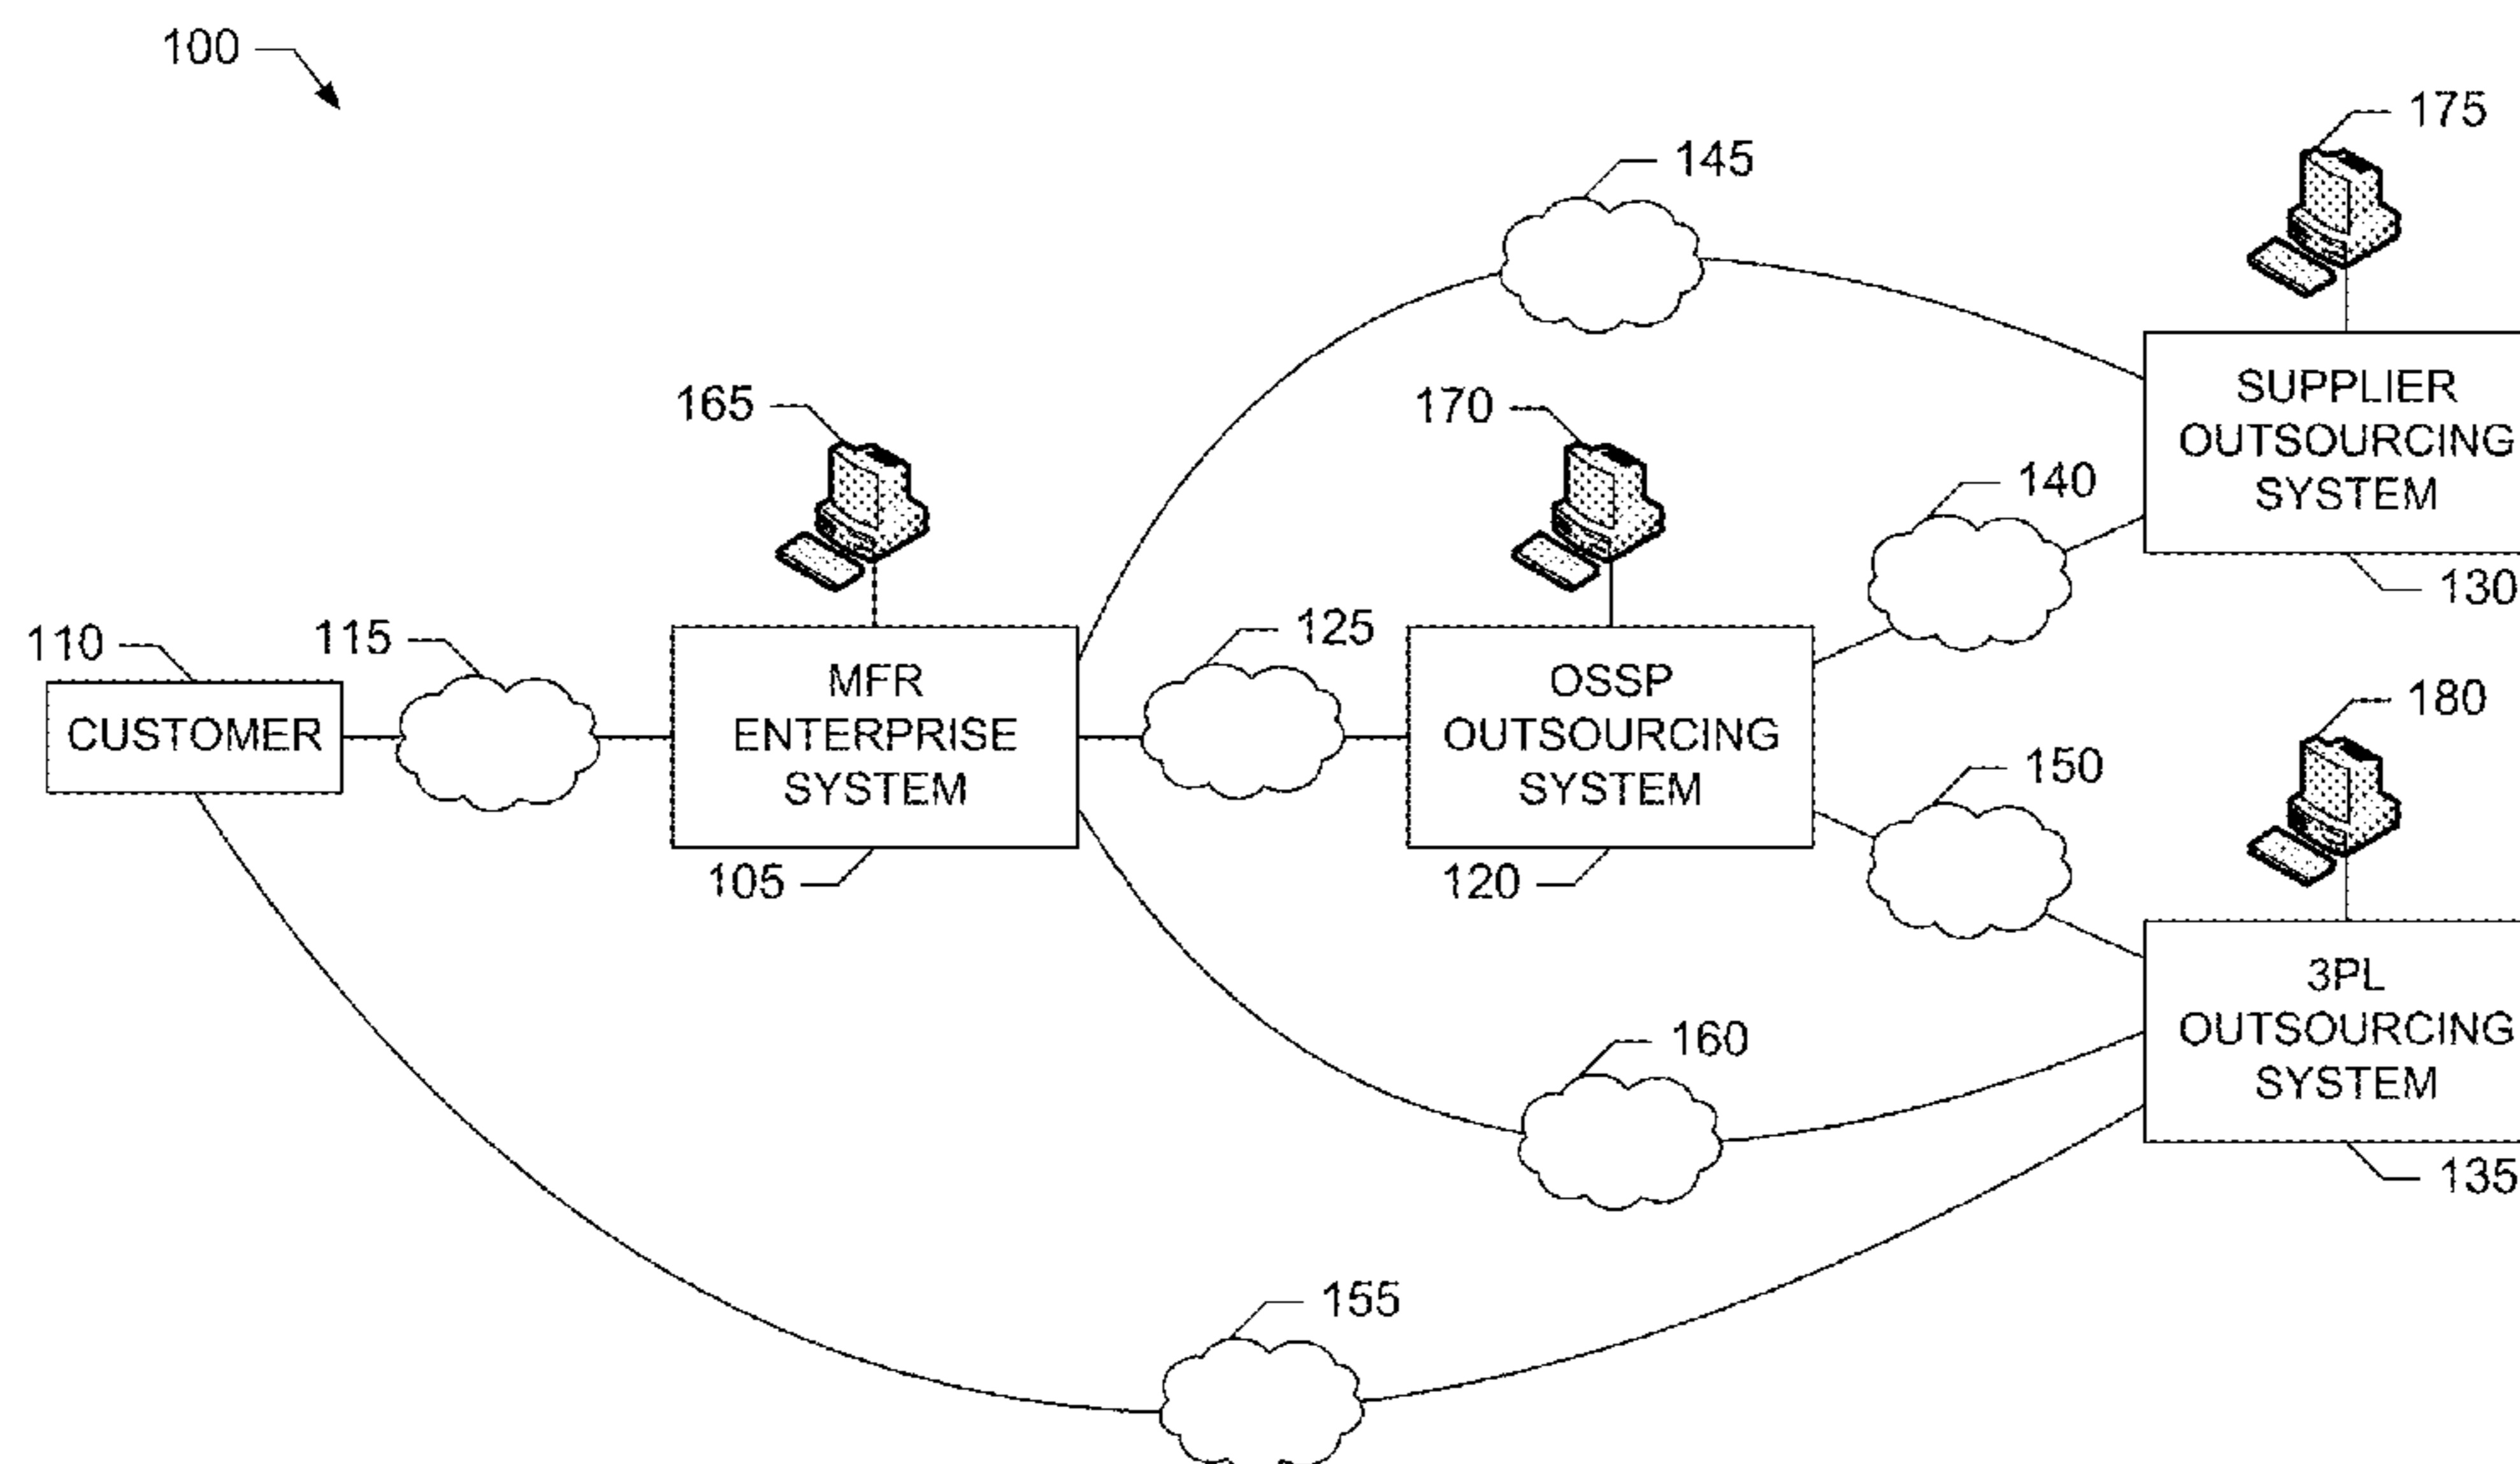 100
175
145
165
170
SUPPLIER
OUTSOURCING
SYSTEM
140
130
110
115
125
CUSTOMER
MFR
ENTERPRISE
SYSTEM
OSSP
OUTSOURCING
SYSTEM
180
150
105
120
3PL
OUTSOURCING
SYSTEM
160
135
155